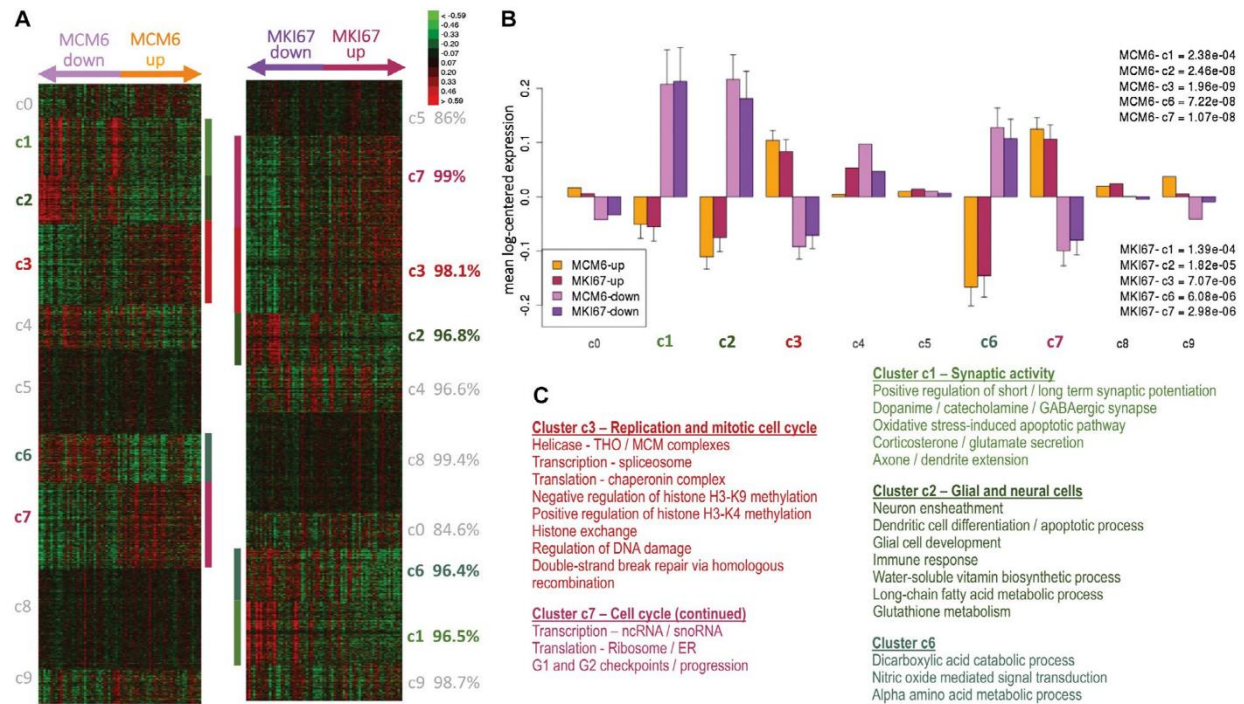 A
MCM6 down
MCM6 up
MKI67 down
MKI67 up
< -0.59
-0.46
-0.33
-0.20
-0.07
0.07
0.20
0.33
0.46
> 0.59
c0
c1
c2
c3
c4
c5
c6
c7
c8
c9
c5 86%
c7 99%
c3 98.1%
c2 96.8%
c4 96.6%
c8 99.4%
c0 84.6%
c6 96.4%
c1 96.5%
c9 98.7%
B
mean log-centered expression
0.2
0.1
0.0
-0.1
-0.2
MCM6-up
MKI67-up
MCM6-down
MKI67-down
c0
c1
c2
c3
c4
c5
c6
c7
c8
c9
MCM6- c1 = 2.38e-04
MCM6- c2 = 2.46e-08
MCM6- c3 = 1.96e-09
MCM6- c6 = 7.22e-08
MCM6- c7 = 1.07e-08
MKI67- c1 = 1.39e-04
MKI67- c2 = 1.82e-05
MKI67- c3 = 7.07e-06
MKI67- c6 = 6.08e-06
MKI67- c7 = 2.98e-06
C
Cluster c3 – Replication and mitotic cell cycle
Helicase - THO / MCM complexes
Transcription - spliceosome
Translation - chaperonin complex
Negative regulation of histone H3-K9 methylation
Positive regulation of histone H3-K4 methylation
Histone exchange
Regulation of DNA damage
Double-strand break repair via homologous
recombination
Cluster c7 – Cell cycle (continued)
Transcription – ncRNA / snoRNA
Translation - Ribosome / ER
G1 and G2 checkpoints / progression
Cluster c1 – Synaptic activity
Positive regulation of short / long term synaptic potentiation
Dopanime / catecholamine / GABAergic synapse
Oxidative stress-induced apoptotic pathway
Corticosterone / glutamate secretion
Axone / dendrite extension
Cluster c2 – Glial and neural cells
Neuron ensheathment
Dendritic cell differentiation / apoptotic process
Glial cell development
Immune response
Water-soluble vitamin biosynthetic process
Long-chain fatty acid metabolic process
Glutathione metabolism
Cluster c6
Dicarboxylic acid catabolic process
Nitric oxide mediated signal transduction
Alpha amino acid metabolic process